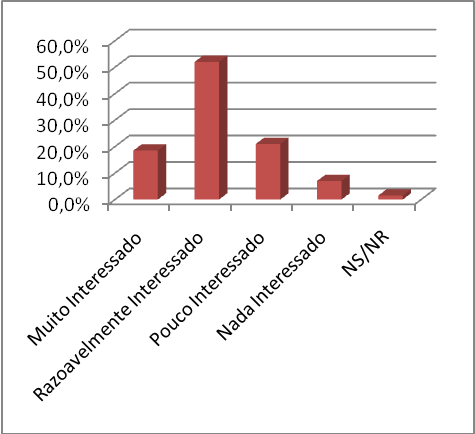 60,0%
50,0%
40,0%
30,0%
20,0%
10,0%
0,0%
Muito Interessado
Razoavelmente Interessado
Pouco Interessado
Nada Interessado
NS/NR